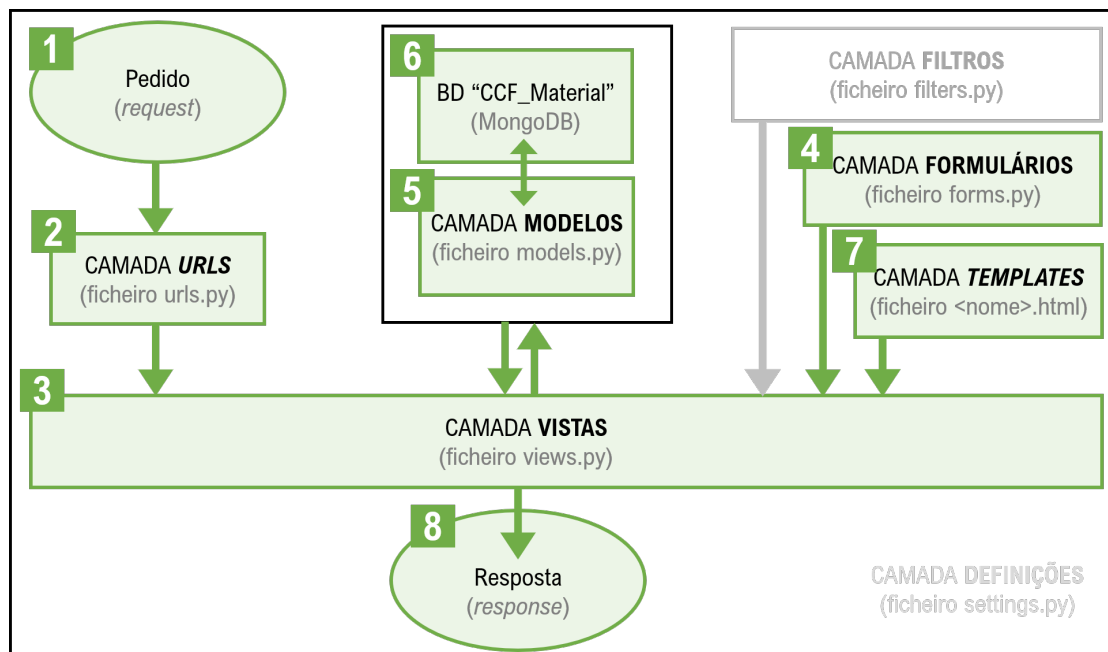 1
Pedido
(request)
2
CAMADA URLS
(ficheiro urls.py)
6
BD “CCF_Material”
(MongoDB)
5
CAMADA MODELOS
(ficheiro models.py)
CAMADA FILTROS
(ficheiro filters.py)
4
CAMADA FORMULÁRIOS
(ficheiro forms.py)
7
CAMADA TEMPLATES
(ficheiro <nome>.html)
3
CAMADA VISTAS
(ficheiro views.py)
8
Resposta
(response)
CAMADA DEFINIÇÕES
(ficheiro settings.py)